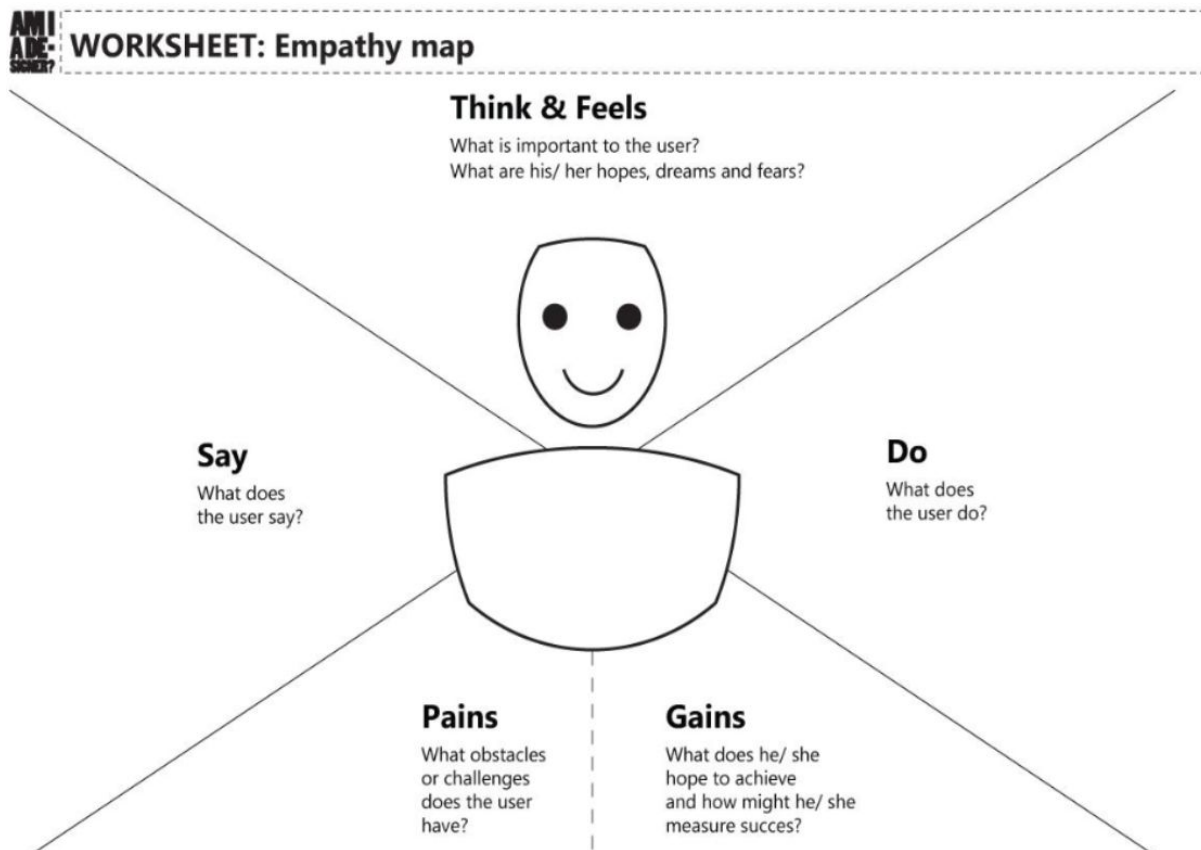 AM I
A DE-
SIGNER?
WORKSHEET: Empathy map
Think & Feels
What is important to the user?
What are his/ her hopes, dreams and fears?
Say
What does
the user say?
Do
What does
the user do?
Pains
What obstacles
or challenges
does the user
have?
Gains
What does he/ she
hope to achieve
and how might he/ she
measure succes?